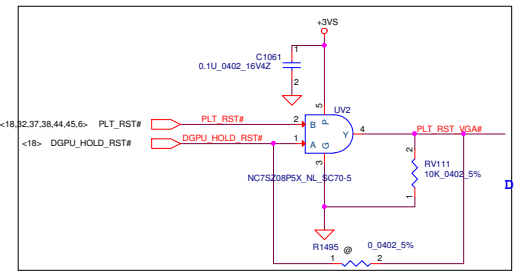 +3VS
1
C1061
0.1U_0402_16V4Z
2
5
UV2
<18,32,37,38,44,45,6> PLT_RST# PLT_RST# 2 B P
Y 4 PLT_RST_VGA#
<18> DGPU_HOLD_RST# DGPU_HOLD_RST# 1 A G
3
2
RV111
10K_0402_5%
1
NC7SZ08P5X_NL_SC70-5
D
R1495 @ 0_0402_5%
1 2